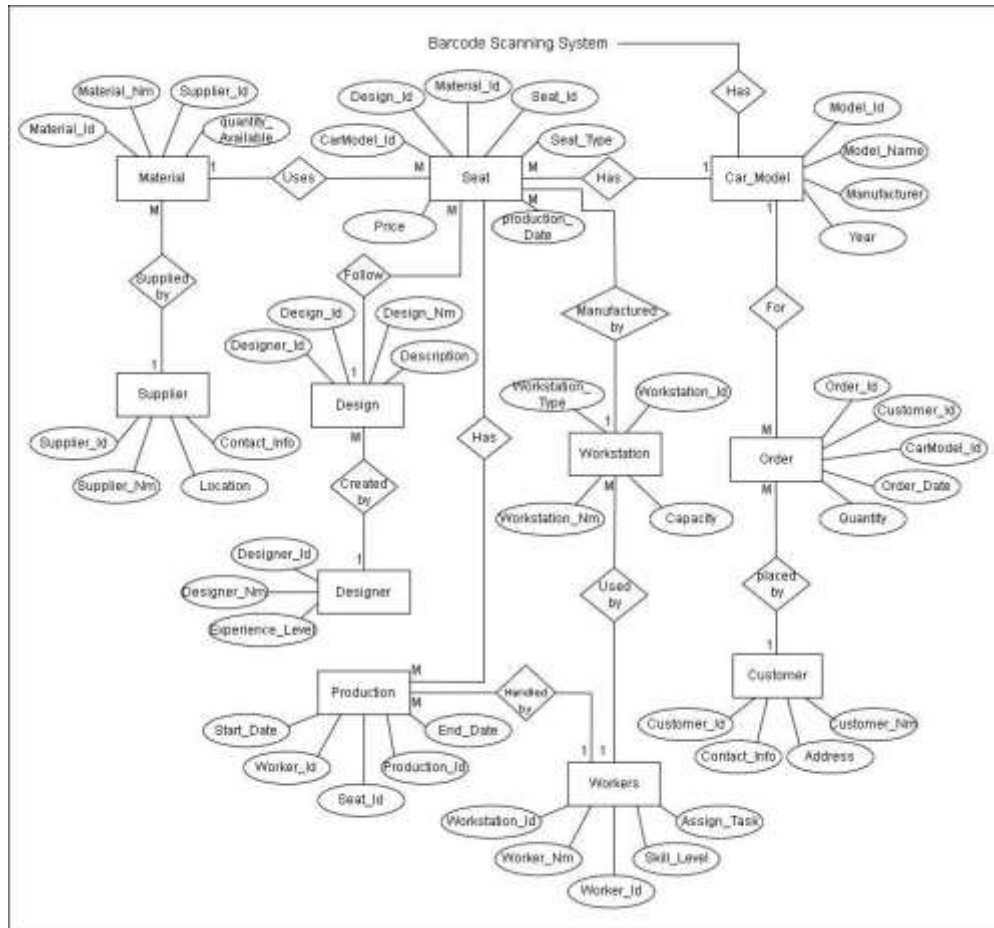 Barcode Scanning System
Has
Material_Nm
Supplier_Id
Material_Id
quantity_
Available
Material
1
Uses
M
Design_Id
Material_Id
Seat_Id
CarModel_Id
Seat_Type
Seat
Price
production_
Date
M
M
M
M
Has
1
Car_Model
Model_Id
Model_Name
Manufacturer
Year
1
M
Supplied
by
1
Supplier
Supplier_Id
Supplier_Nm
Location
Contact_Info
Follow
Design_Id
Design_Nm
Designer_Id
Description
1
Design
M
Created
by
1
Designer_Id
Designer_Nm
Experience_Level
Designer
Has
Manufactured
by
Workstation_
Type
Workstation_Id
1
Workstation
M
Workstation_Nm
Capacity
Used
by
For
Order_Id
Customer_Id
CarModel_Id
Order_Date
Quantity
M
Order
M
placed
by
1
Customer
Customer_Id
Contact_Info
Address
Customer_Nm
M
Production
M
Handled
by
Start_Date
Worker_Id
Seat_Id
Production_Id
End_Date
1
1
Workers
Workstation_Id
Worker_Nm
Worker_Id
Skill_Level
Assign_Task